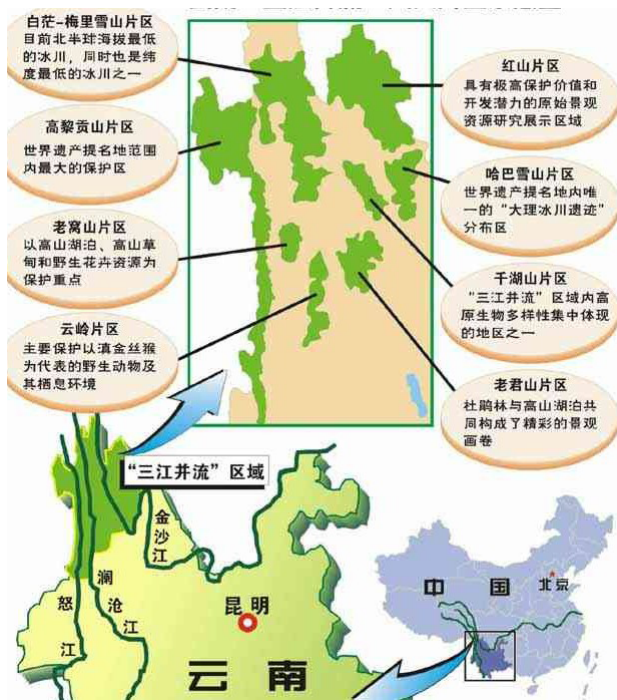 白茫-梅里雪山片区
目前北半球海拔最低
的冰川，同时也是纬
度最低的冰川之一
高黎贡山片区
世界遗产提名地范围
内最大的保护区
老窝山片区
以高山湖泊、高山草
甸和野生花卉资源为
保护重点
云岭片区
主要保护以滇金丝猴
为代表的野生动物及
其栖息环境
红山片区
具有极高保护价值和
开发潜力的原始景观
资源研究展示区域
哈巴雪山片区
世界遗产提名地内唯
一的“大理冰川遗迹”
分布区
千湖山片区
“三江并流”区域内高
原生物多样性集中体现
的地区之一
老君山片区
杜鹃林与高山湖泊共
同构成了精彩的景观
画卷
“三江并流”区域
金沙江
澜沧江
怒江
昆明
云南
中国
北京